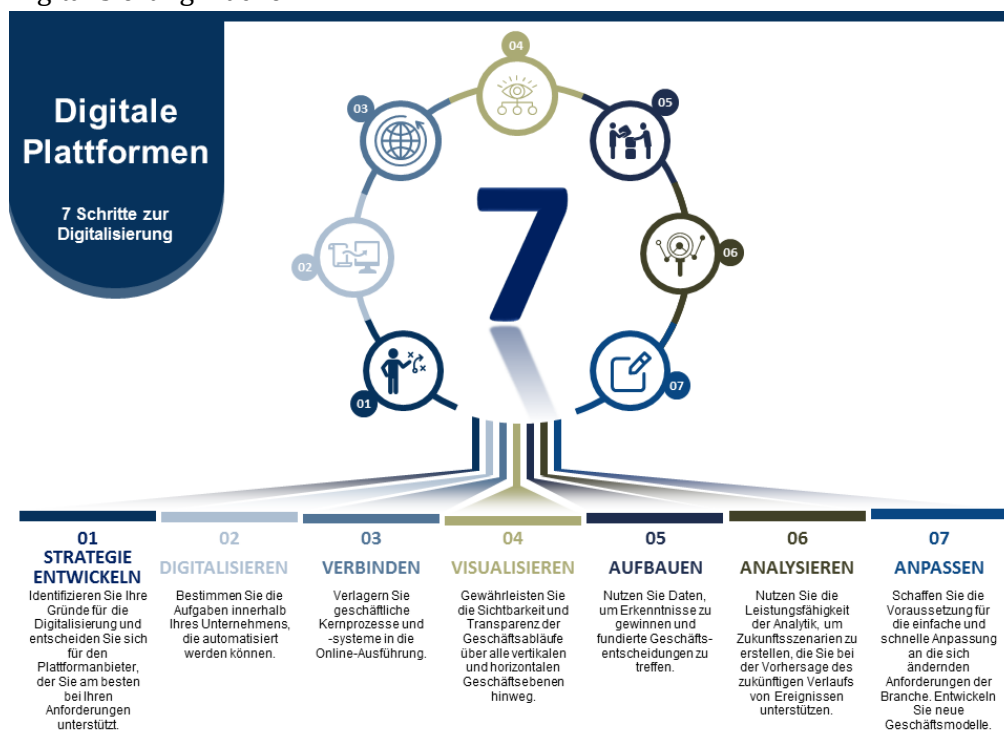 Digitale
Plattformen
7 Schritte zur
Digitalisierung
04
03
05
02
06
01
07
7
01
STRATEGIE
ENTWICKELN
Identifizieren Sie Ihre
Gründe für die
Digitalisierung und
entscheiden Sie sich
für den
Plattformanbieter,
der Sie am besten
bei Ihren
Anforderungen
unterstützt.
02
DIGITALISIEREN
Bestimmen Sie die
Aufgaben innerhalb
Ihres Unternehmens,
die automatisiert
werden können.
03
VERBINDEN
Verlagern Sie
geschäftliche
Kernprozesse und
-systeme in die
Online-Ausführung.
04
VISUALISIEREN
Gewährleisten Sie
die Sichtbarkeit und
Transparenz der
Geschäftsabläufe
über alle vertikalen
und horizontalen
Geschäftsebenen
hinweg.
05
AUFBAUEN
Nutzen Sie Daten,
um Erkenntnisse zu
gewinnen und
fundierte Geschäfts-
entscheidungen zu
treffen.
06
ANALYSIEREN
Nutzen Sie die
Leistungsfähigkeit
der Analytik, um
Zukunftsszenarien zu
erstellen, die Sie bei
der Vorhersage des
zukünftigen Verlaufs
von Ereignissen
unterstützen.
07
ANPASSEN
Schaffen Sie die
Voraussetzung für
die einfache und
schnelle Anpassung
an die sich
ändernden
Anforderungen der
Branche. Entwickeln
Sie neue
Geschäftsmodelle.